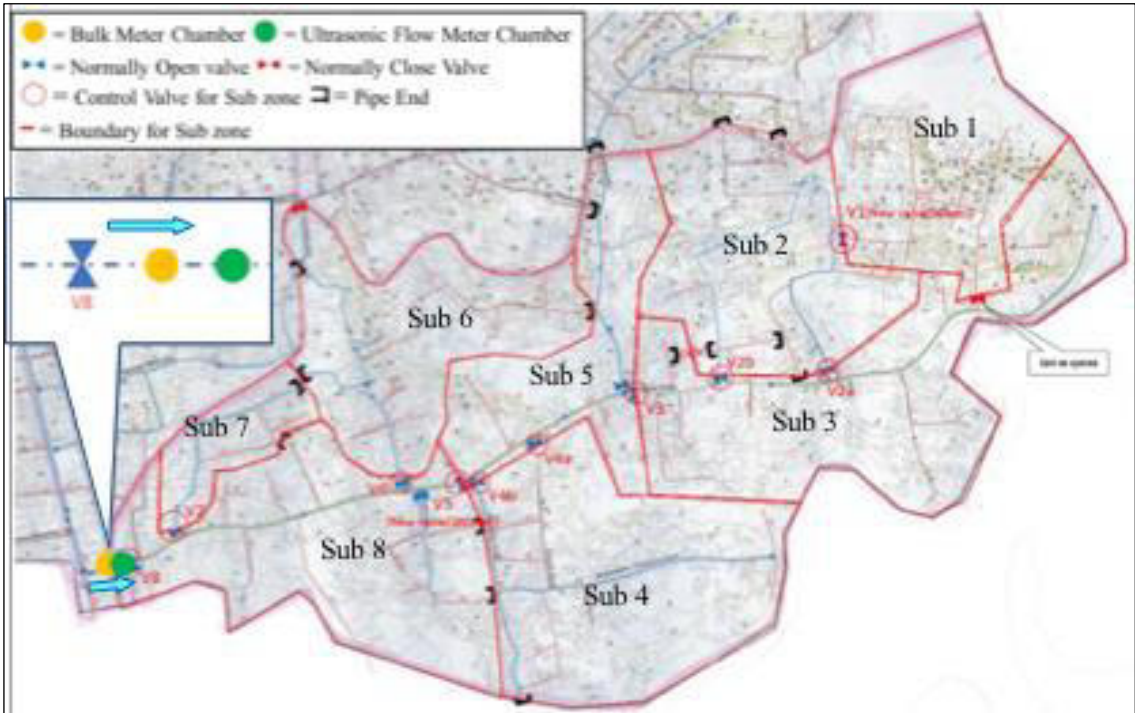 = Bulk Meter Chamber = Ultrasonic Flow Meter Chamber
= Normally Open valve = Normally Close Valve
= Control Valve for Sub zone = Pipe End
= Boundary for Sub zone
Sub 1
Sub 2
Sub 6
V8
Sub 5
V2b
V2a
V3
Sub 3
Sub 7
V4a
V5
V4b
V7
Sub 8
V8
Sub 4